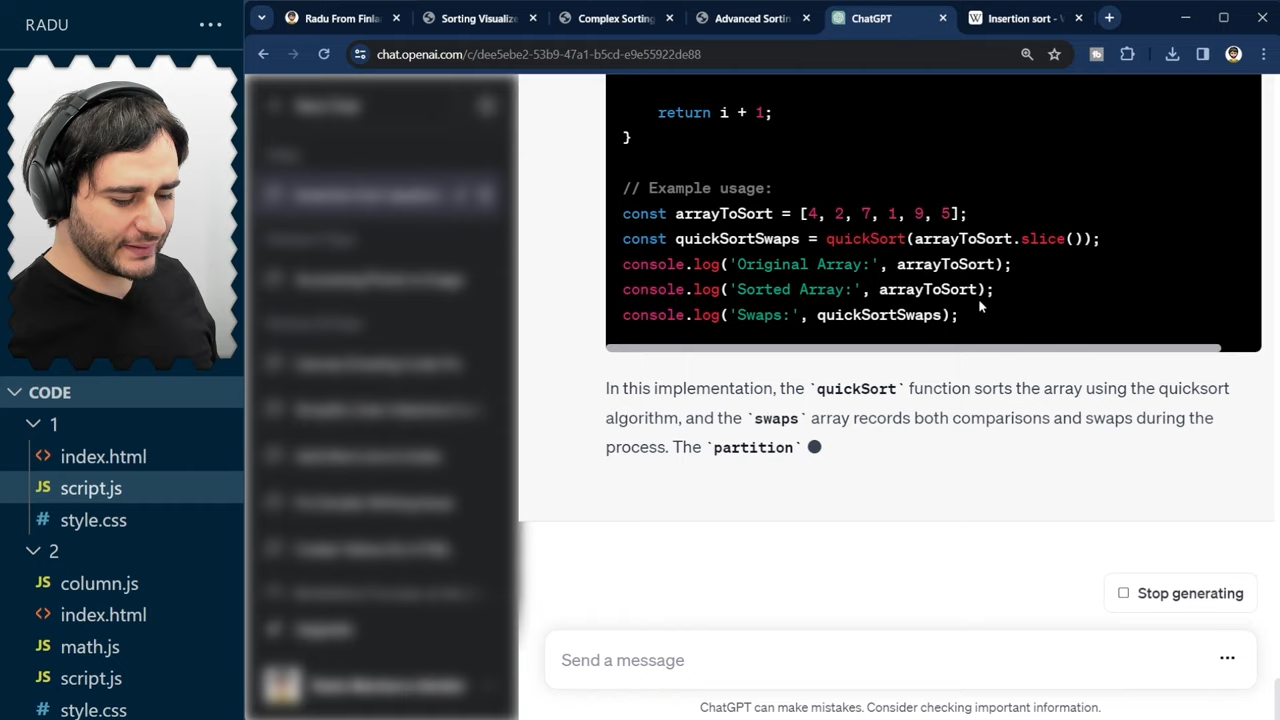 RADU
Radu From Finla
Sorting Visualize
Complex Sorting
Advanced Sortin
ChatGPT
Insertion sort -
chat.openai.com/c/dee5ebe2-53b9-47a1-b5cd-e9e55922de88
return i + 1;
}
// Example usage:
const arrayToSort = [4, 2, 7, 1, 9, 5];
const quickSortSwaps = quickSort(arrayToSort.slice());
console.log('Original Array:', arrayToSort);
console.log('Sorted Array:', arrayToSort);
console.log('Swaps:', quickSortSwaps);
In this implementation, the `quickSort` function sorts the array using the quicksort
algorithm, and the `swaps` array records both comparisons and swaps during the
process. The `partition`
CODE
1
index.html
script.js
style.css
2
column.js
index.html
math.js
script.js
style.css
Stop generating
Send a message
ChatGPT can make mistakes. Consider checking important information.